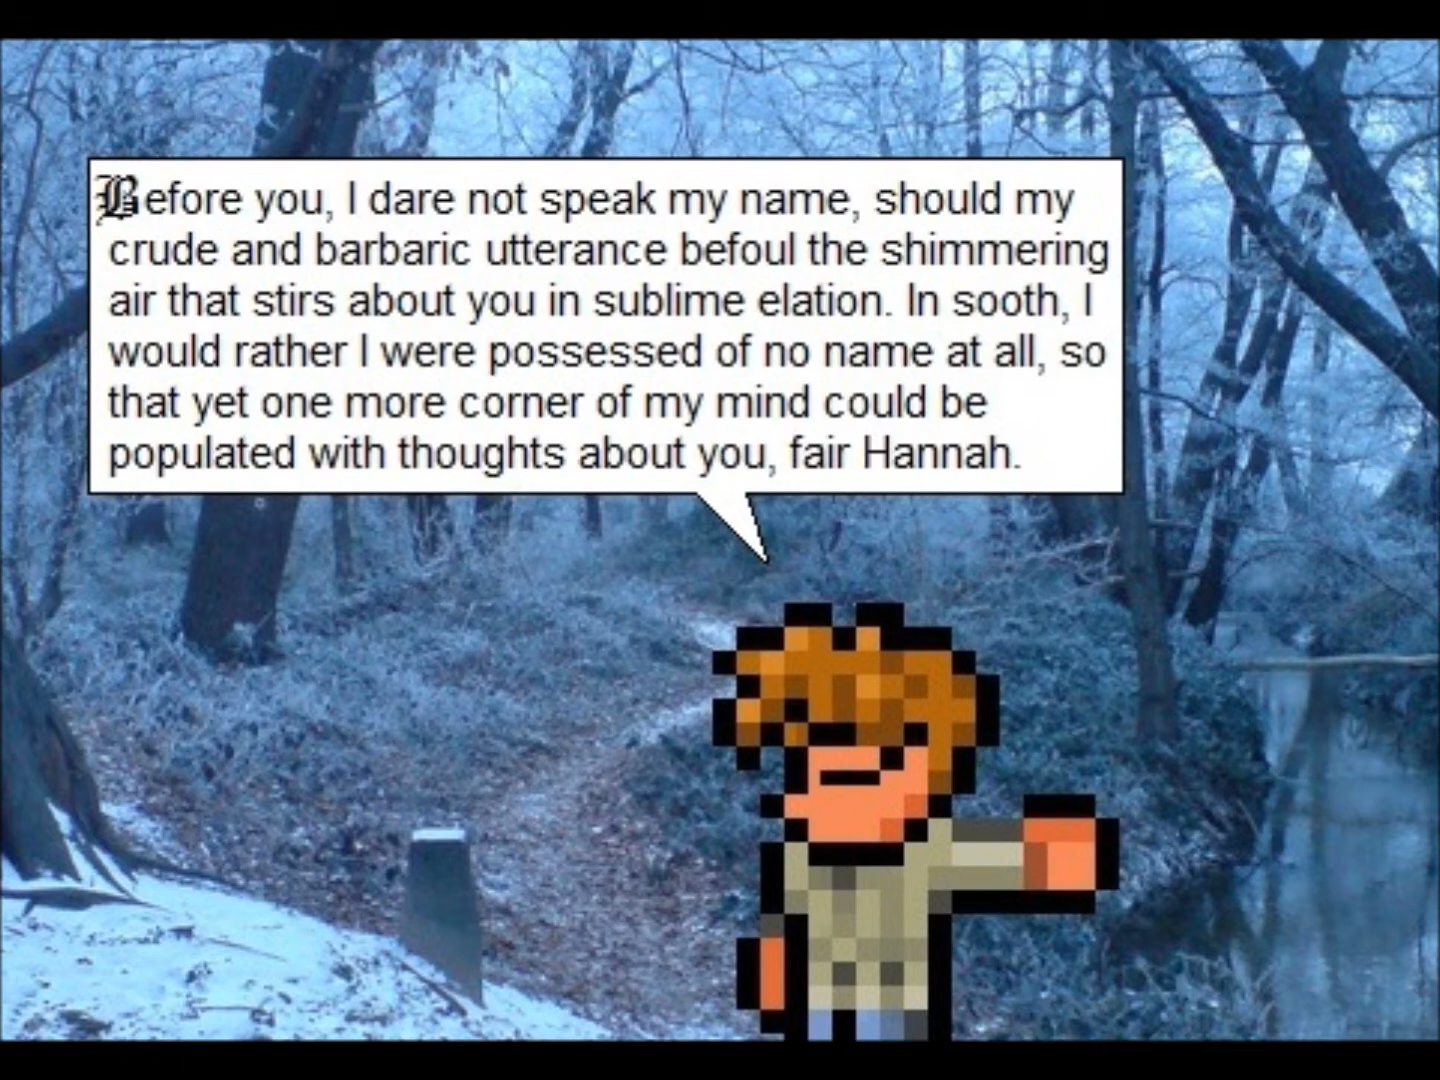 Before you, I dare not speak my name, should my
crude and barbaric utterance befoul the shimmering
air that stirs about you in sublime elation. In sooth, I
would rather I were possessed of no name at all, so
that yet one more corner of my mind could be
populated with thoughts about you, fair Hannah.